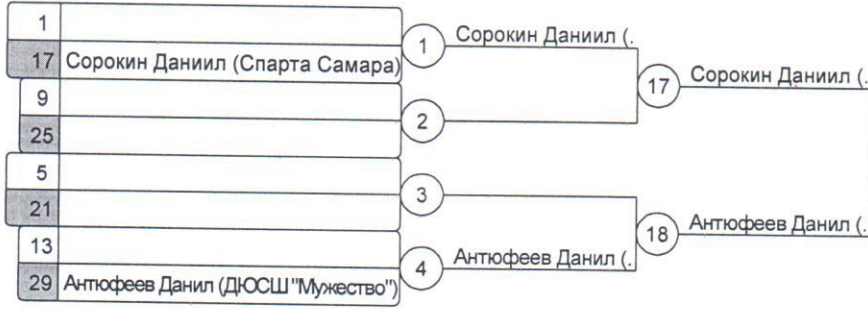 1
17 Сорокин Даниил (Спарта Самара)
1
Сорокин Даниил (.
9
25
2
17
Сорокин Даниил (.
5
21
3
13
29 Антюфеев Данил (ДЮСШ "Мужество")
4
Антюфеев Данил (.
18
Антюфеев Данил (.